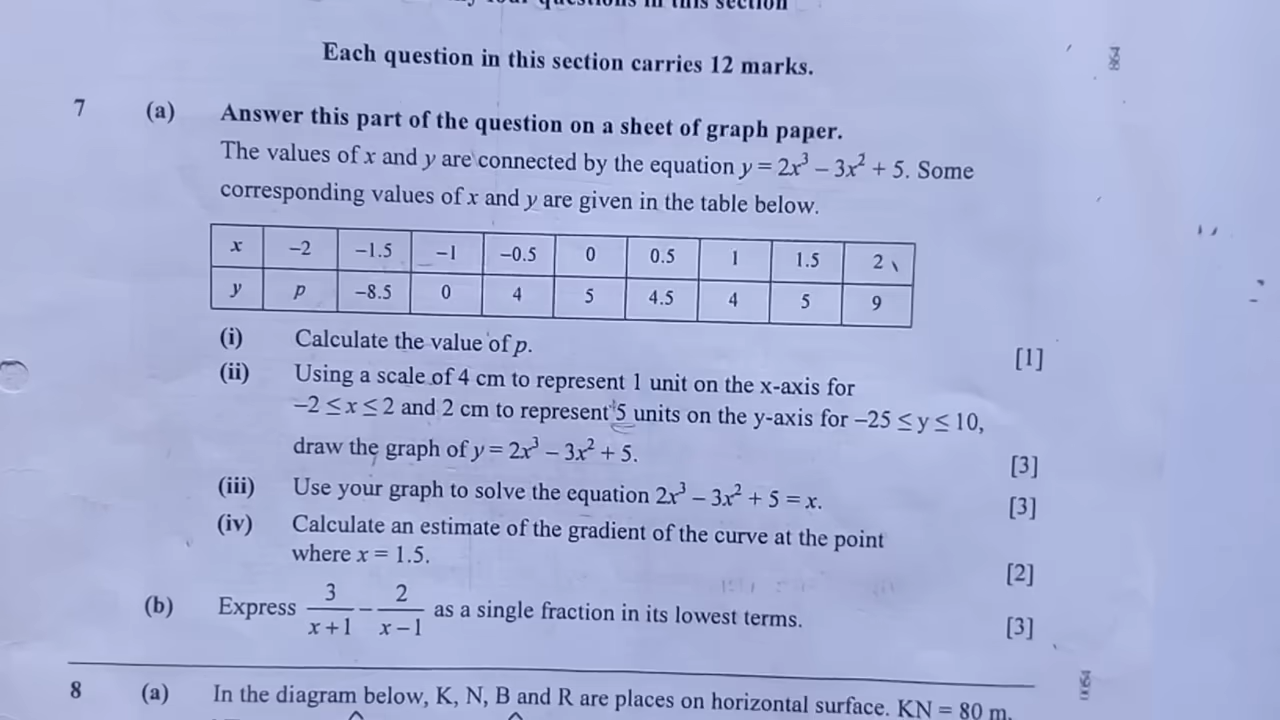 questions in this section
Each question in this section carries 12 marks.
7 (a) Answer this part of the question on a sheet of graph paper.
The values of x and y are connected by the equation y = 2x³ – 3x² + 5. Some
corresponding values of x and y are given in the table below.
x –2 –1.5 –1 –0.5 0 0.5 1 1.5 2
y p –8.5 0 4 5 4.5 4 5 9
(i) Calculate the value of p. [1]
(ii) Using a scale of 4 cm to represent 1 unit on the x-axis for
–2 ≤ x ≤ 2 and 2 cm to represent 5 units on the y-axis for –25 ≤ y ≤ 10,
draw the graph of y = 2x³ – 3x² + 5. [3]
(iii) Use your graph to solve the equation 2x³ – 3x² + 5 = x. [3]
(iv) Calculate an estimate of the gradient of the curve at the point
where x = 1.5. [2]
(b) Express 3/(x+1) – 2/(x–1) as a single fraction in its lowest terms. [3]
8 (a) In the diagram below, K, N, B and R are places on horizontal surface. KN = 80 m,